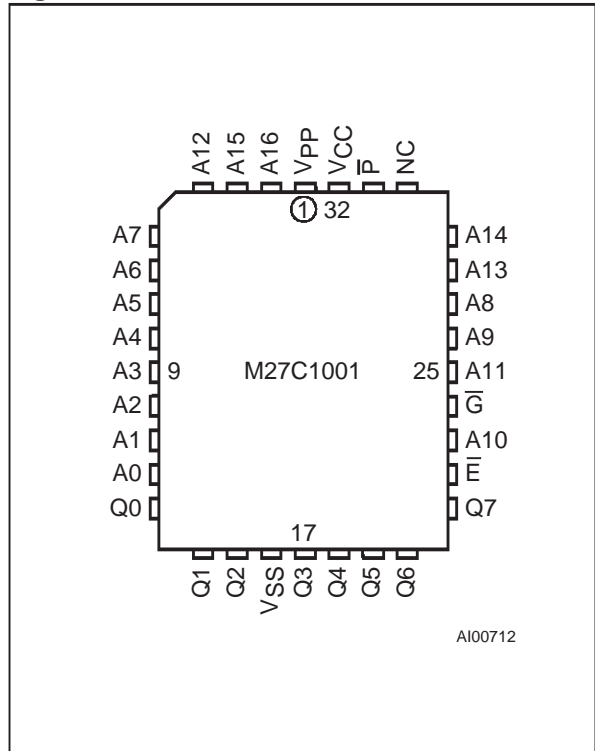 A12 A15 A16 VPP VCC P̅ NC
① 32
A7 A14
A6 A13
A5 A8
A4 A9
A3 9 M27C1001 25 A11
A2 G̅
A1 A10
A0 E̅
Q0 Q7
17
Q1 Q2 VSS Q3 Q4 Q5 Q6
AI00712